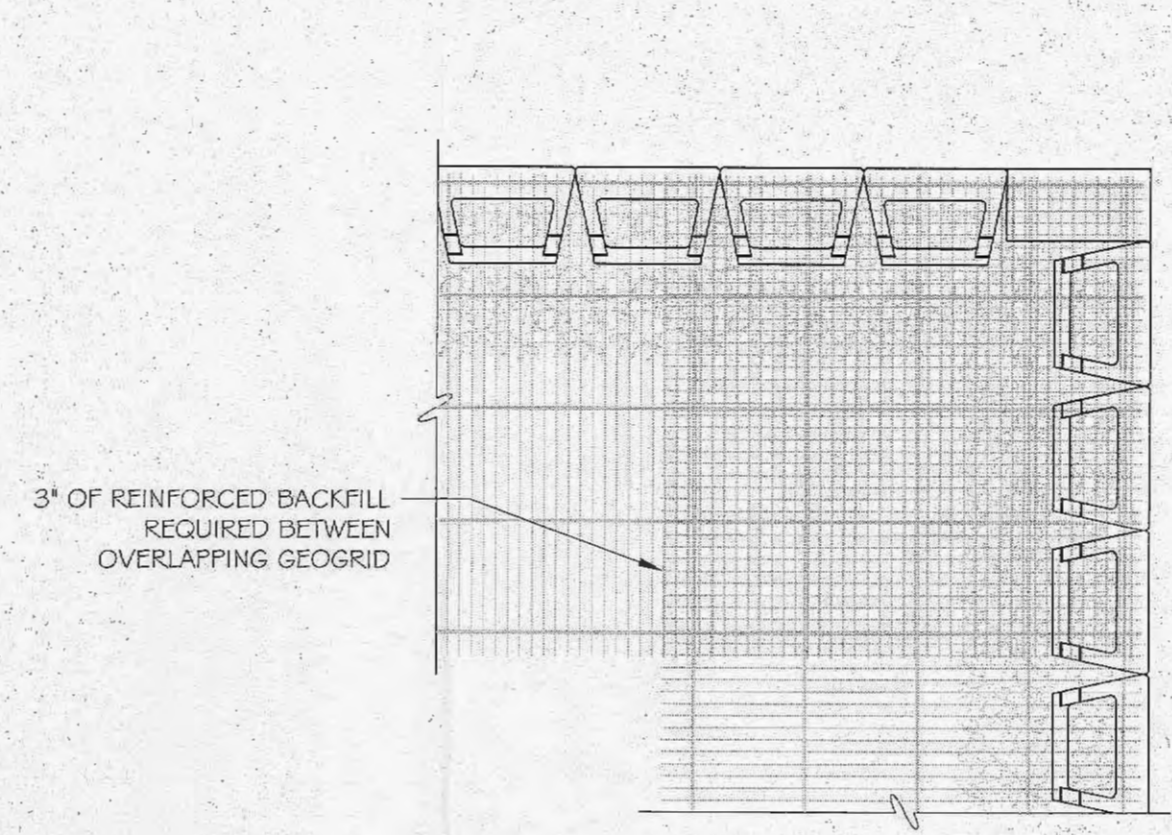 3" OF REINFORCED BACKFILL
REQUIRED BETWEEN
OVERLAPPING GEOGRID